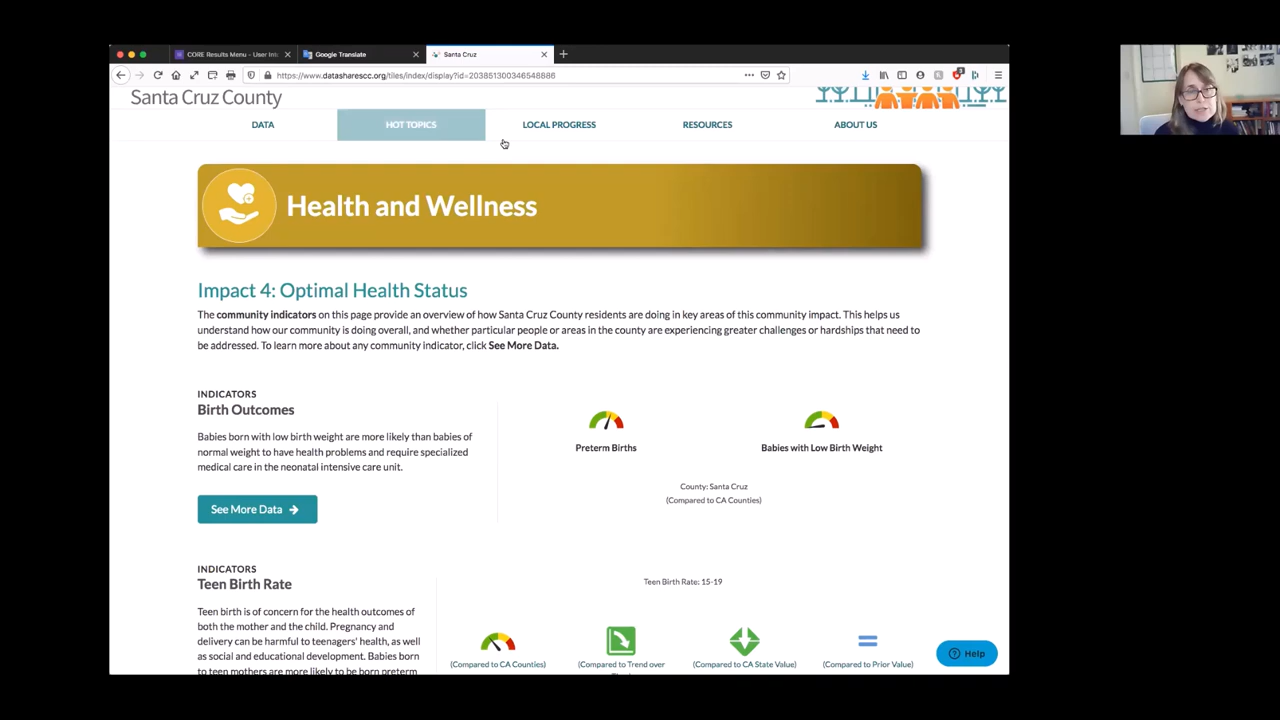 CORE Results Menu - User Int
Google Translate
Santa Cruz
https://www.datasharescc.org/tiles/index/display?id=203851300346548886
Santa Cruz County
DATA
HOT TOPICS
LOCAL PROGRESS
RESOURCES
ABOUT US
Health and Wellness
Impact 4: Optimal Health Status
The community indicators on this page provide an overview of how Santa Cruz County residents are doing in key areas of this community impact. This helps us
understand how our community is doing overall, and whether particular people or areas in the county are experiencing greater challenges or hardships that need to
be addressed. To learn more about any community indicator, click See More Data.
INDICATORS
Birth Outcomes
Babies born with low birth weight are more likely than babies of
normal weight to have health problems and require specialized
medical care in the neonatal intensive care unit.
See More Data
Preterm Births
Babies with Low Birth Weight
County: Santa Cruz
(Compared to CA Counties)
INDICATORS
Teen Birth Rate
Teen birth is of concern for the health outcomes of
both the mother and the child. Pregnancy and
delivery can be harmful to teenagers' health, as well
as social and educational development. Babies born
to teen mothers are more likely to be born preterm
Teen Birth Rate: 15-19
(Compared to CA Counties)
(Compared to Trend over
(Compared to CA State Value)
(Compared to Prior Value)
Help